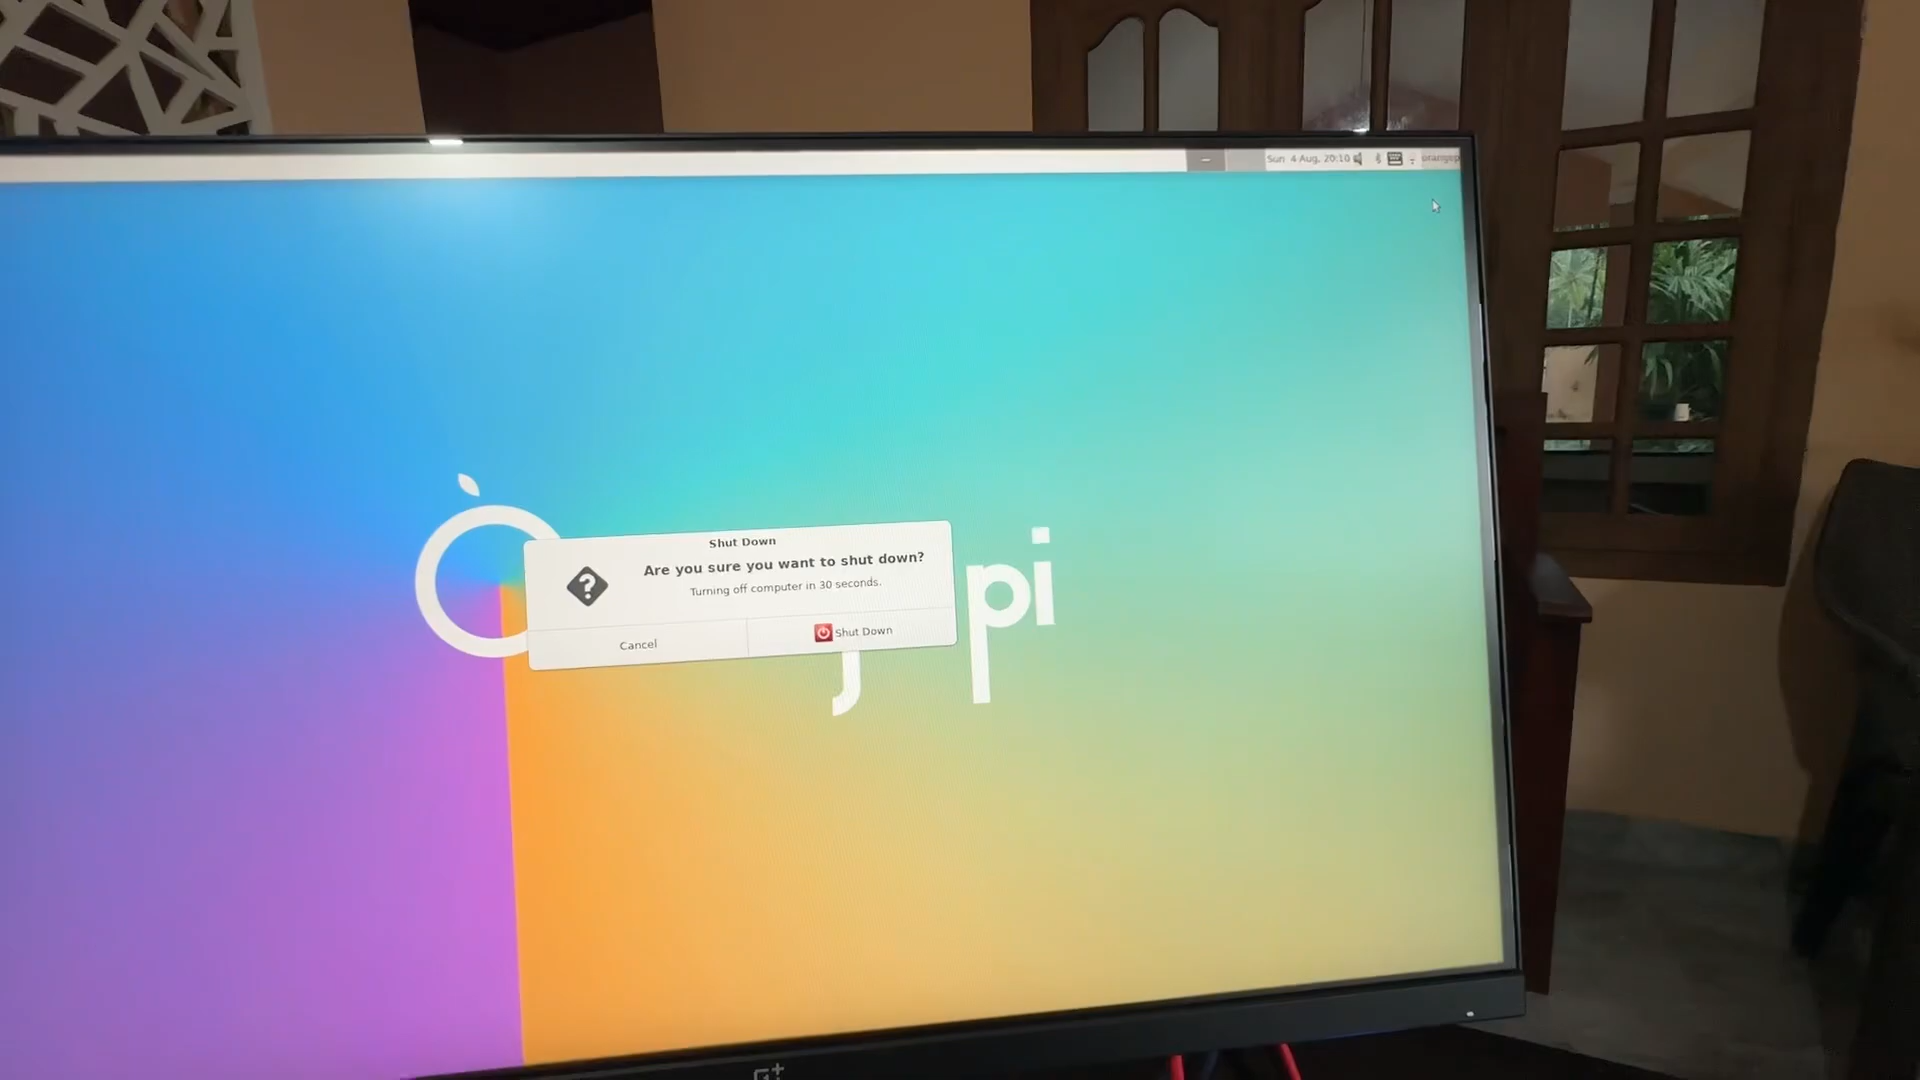 Sun 4 Aug, 20:10 orangep
Shut Down
Are you sure you want to shut down?
Turning off computer in 30 seconds.
Cancel
Shut Down
pi